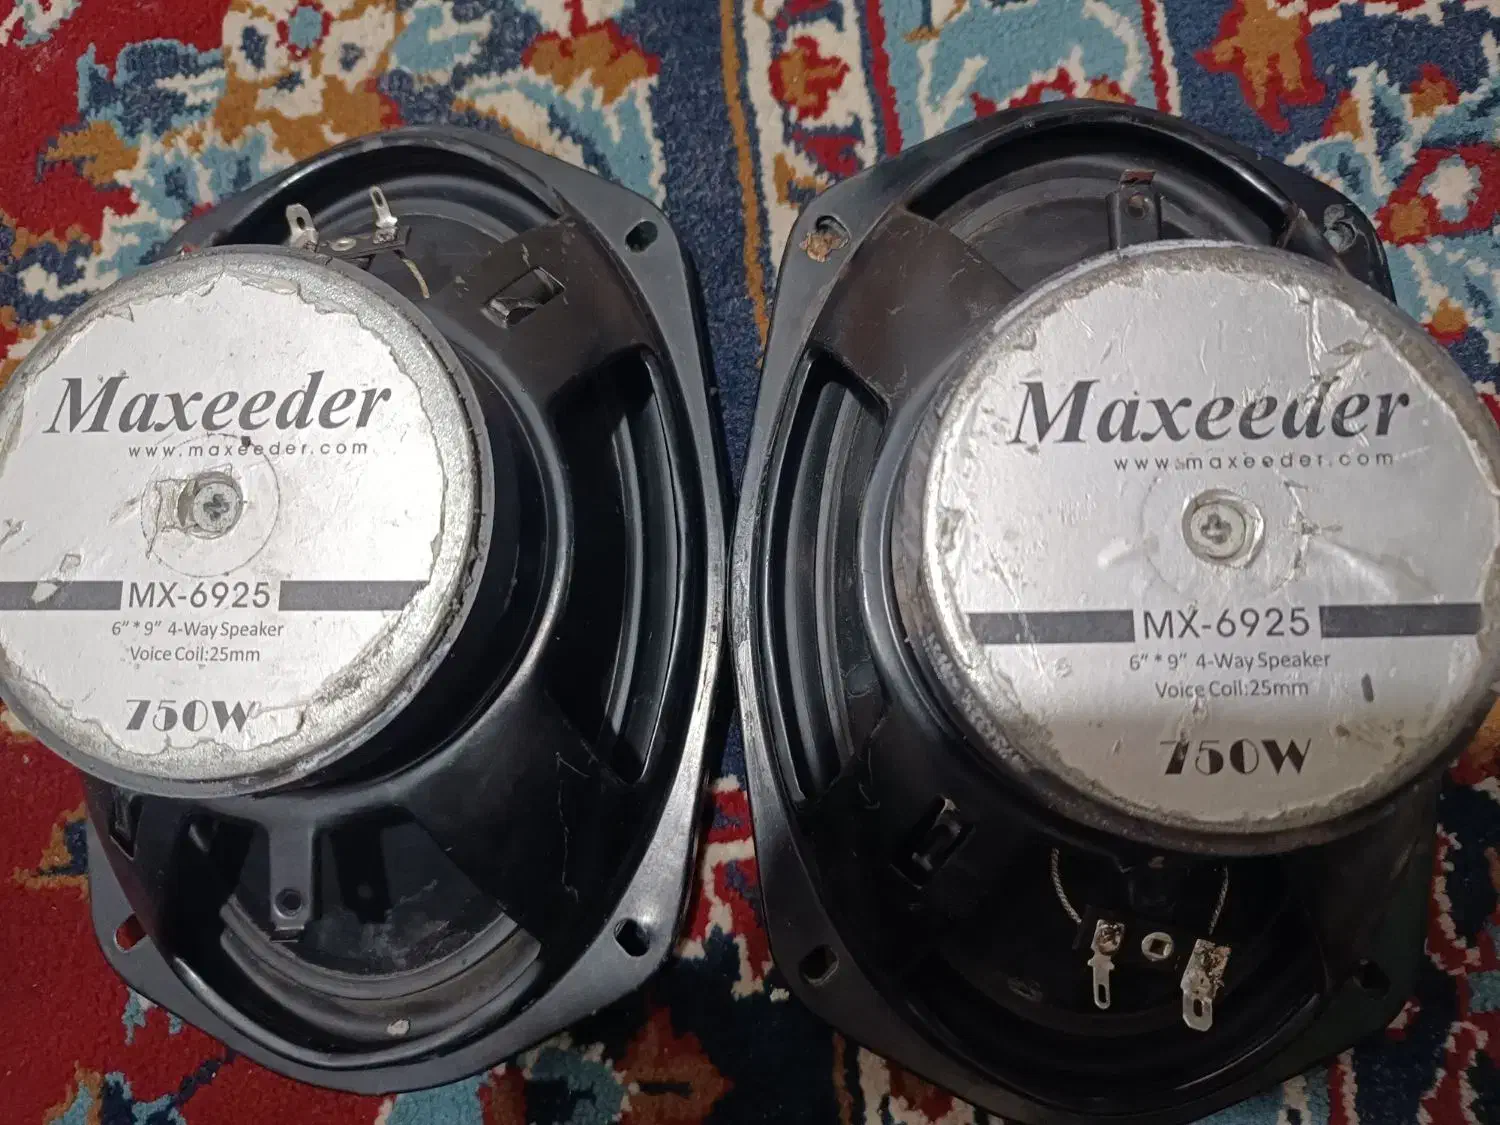 Maxeeder
www.maxeeder.com
MX-6925
6" * 9" 4-Way Speaker
Voice Coil:25mm
750W
Maxeeder
www.maxeeder.com
MX-6925
6" * 9" 4-Way Speaker
Voice Coil:25mm
750W